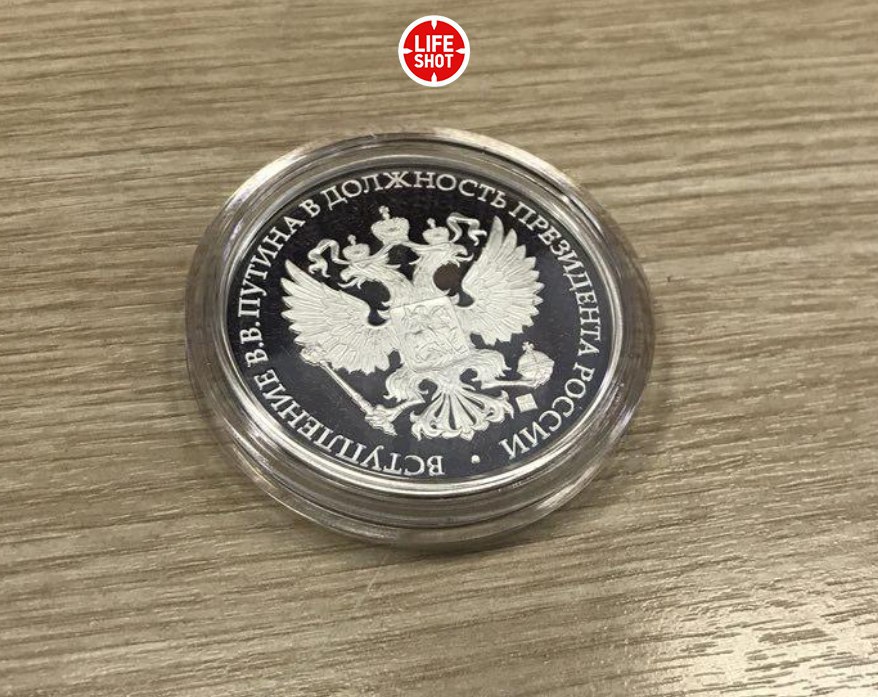 LIFE
SHOT
ВСТУПЛЕНИЕ В.В. ПУТИНА В ДОЛЖНОСТЬ ПРЕЗИДЕНТА РОССИИ •